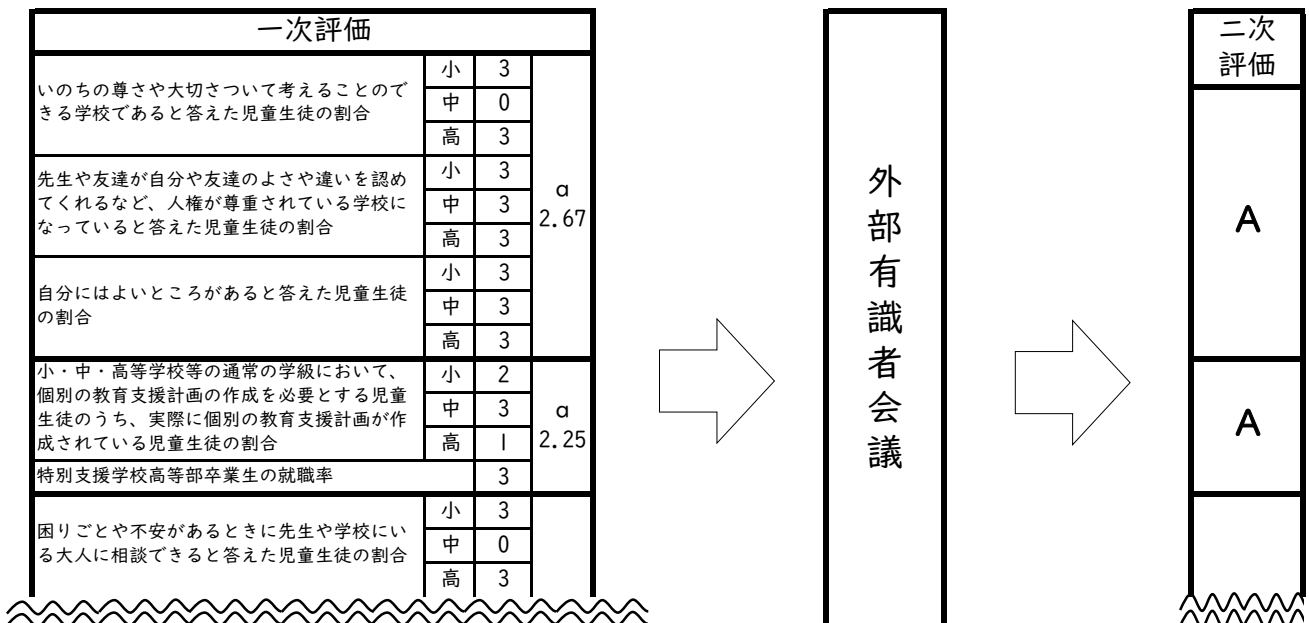 一次評価
いのちの尊さや大切さついて考えることので
きる学校であると答えた児童生徒の割合
小 3
中 0
高 3
先生や友達が自分や友達のよさや違いを認め
てくれるなど、人権が尊重されている学校に
なっていると答えた児童生徒の割合
小 3
中 3
高 3
自分にはよいところがあると答えた児童生徒
の割合
小 3
中 3
高 3
a
2.67
小・中・高等学校等の通常の学級において、
個別の教育支援計画の作成を必要とする児童
生徒のうち、実際に個別の教育支援計画が作
成されている児童生徒の割合
小 2
中 3
高 1
特別支援学校高等部卒業生の就職率 3
a
2.25
困りごとや不安があるときに先生や学校にい
る大人に相談できると答えた児童生徒の割合
小 3
中 0
高 3
外部有識者会議
二次
評価
A
A